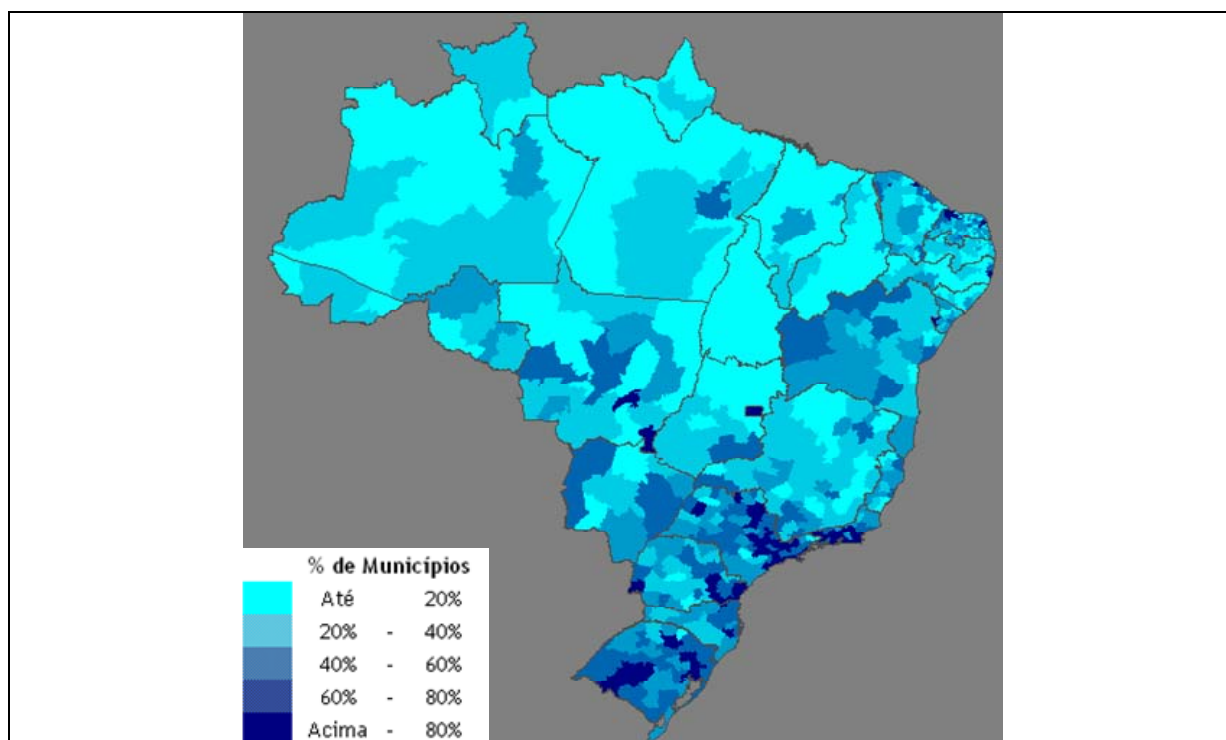 % de Municípios
Até 20%
20% - 40%
40% - 60%
60% - 80%
Acima - 80%